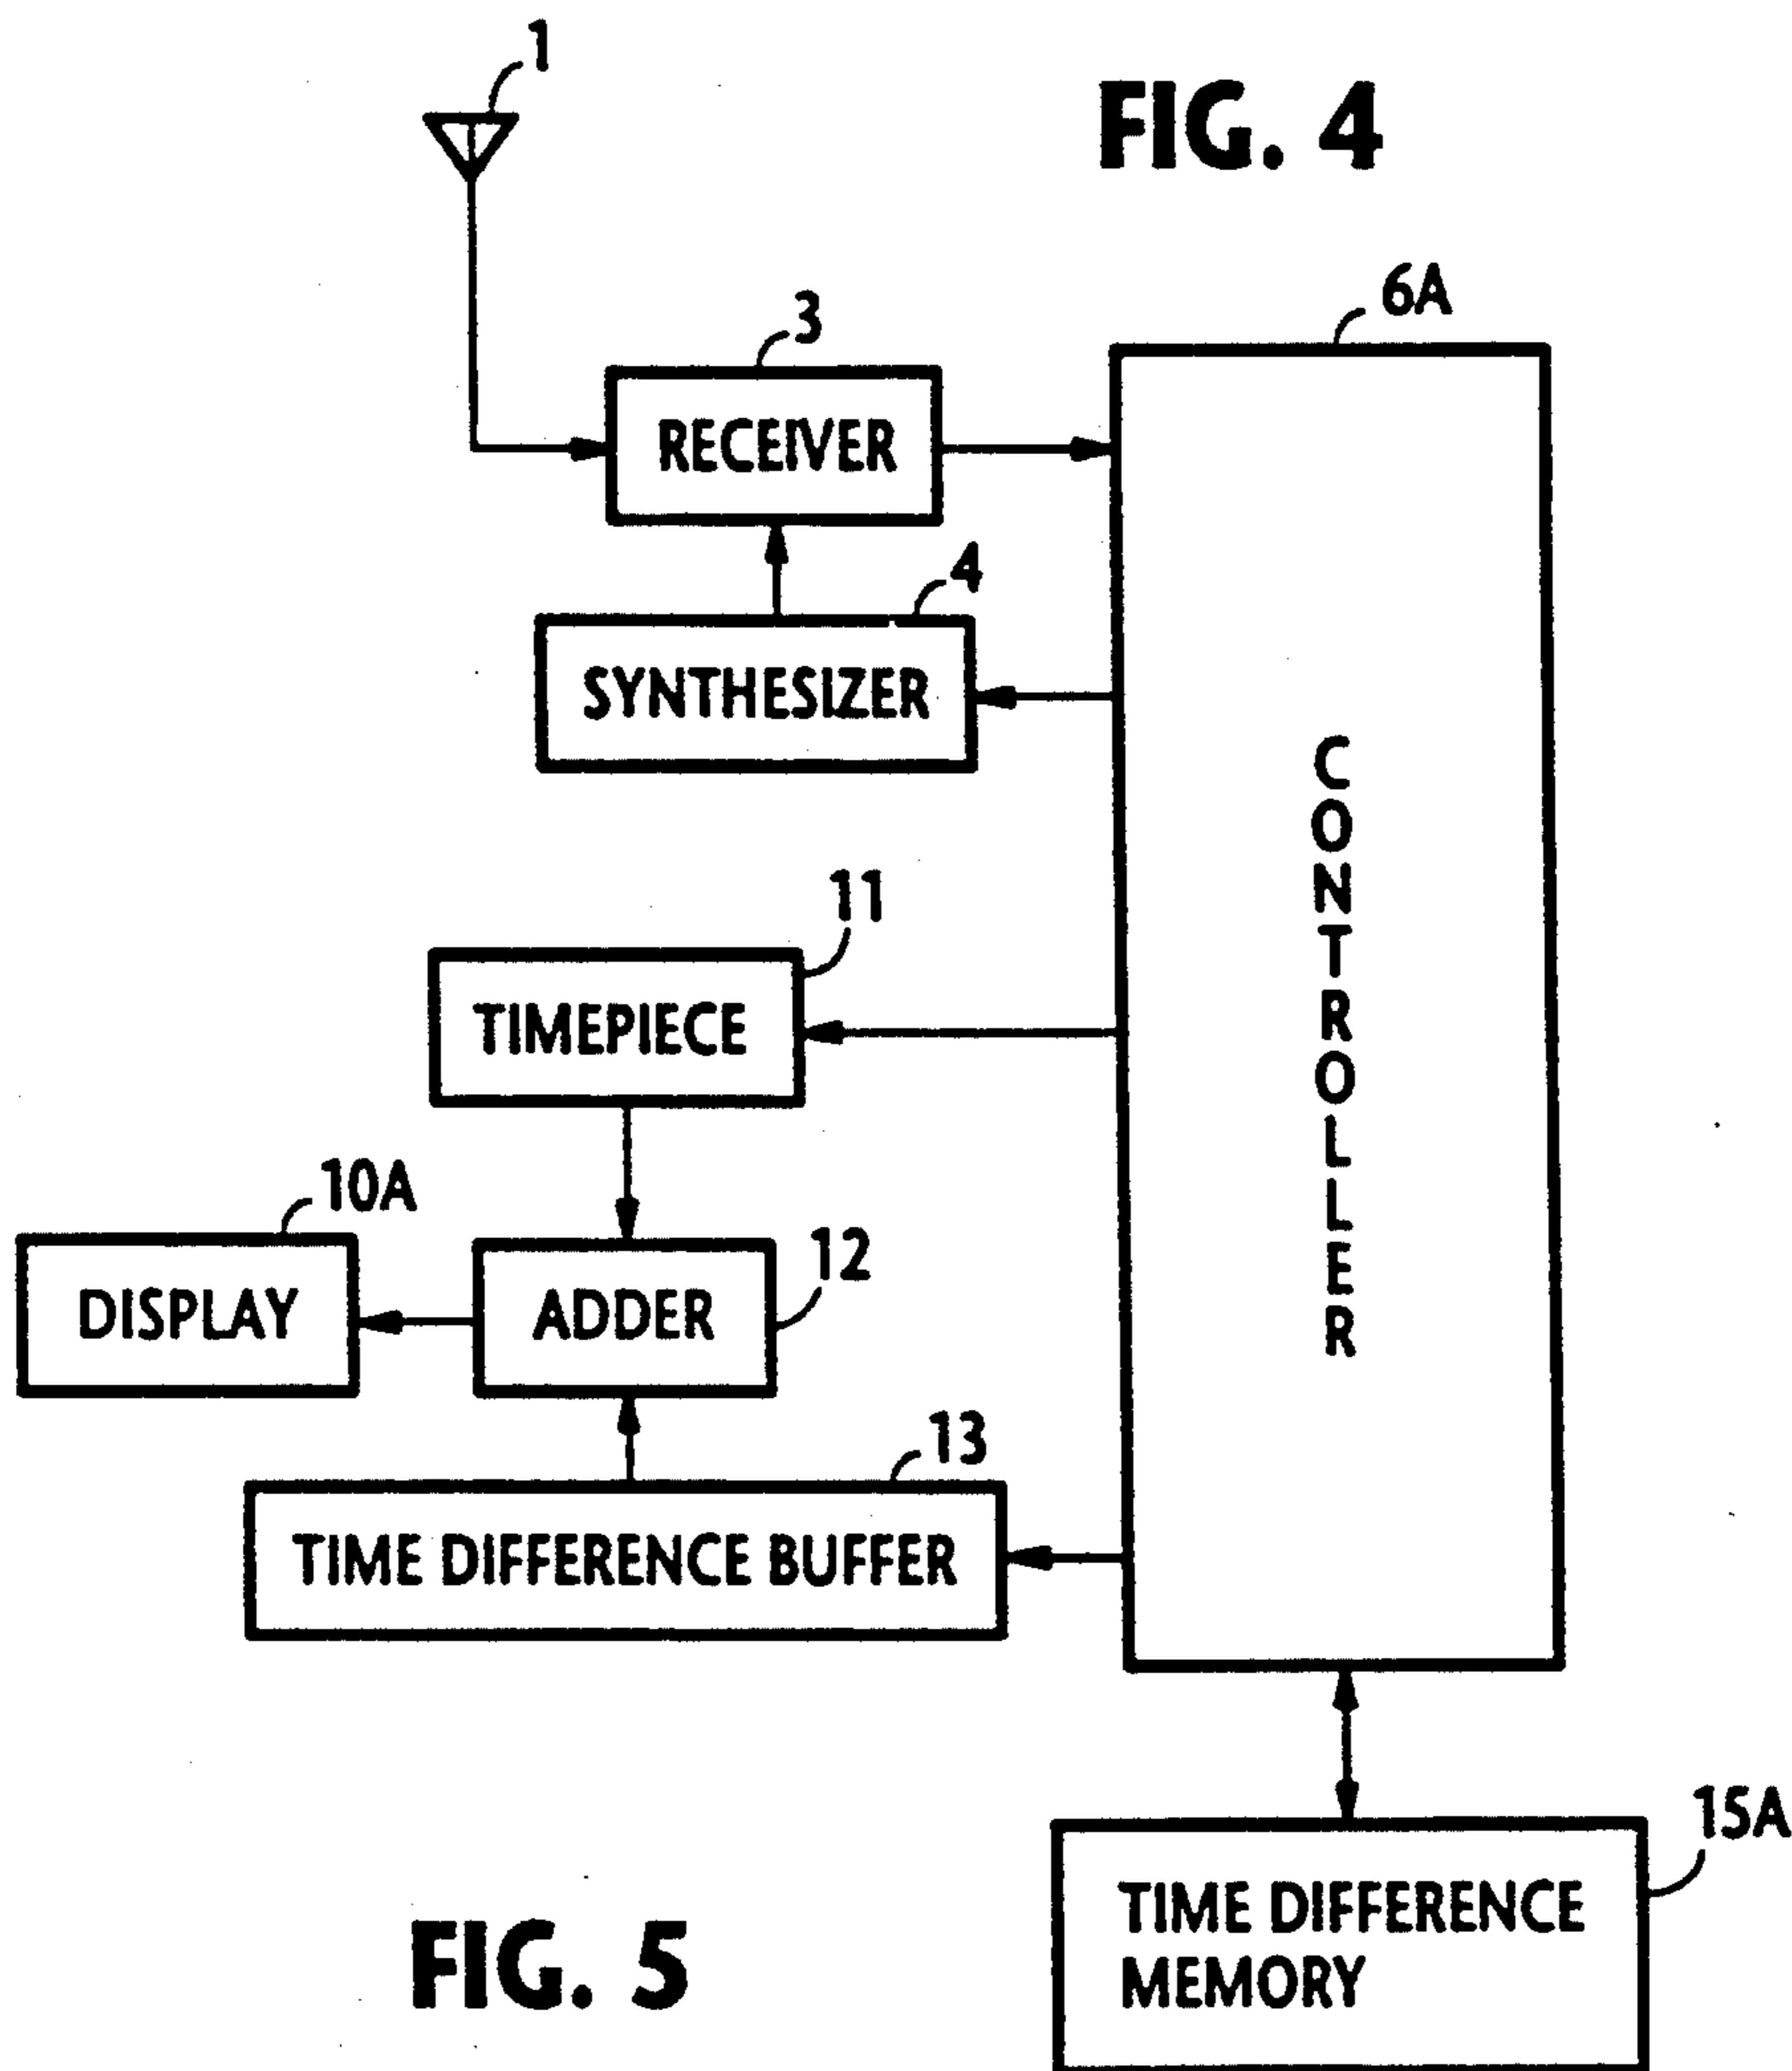 1
FIG. 4
6A
3
RECEIVER
4
SYNTHESIZER
CONTROLLER
11
TIMEPIECE
10A
12
DISPLAY
ADDER
13
TIME DIFFERENCE BUFFER
15A
TIME DIFFERENCE
MEMORY
FIG. 5